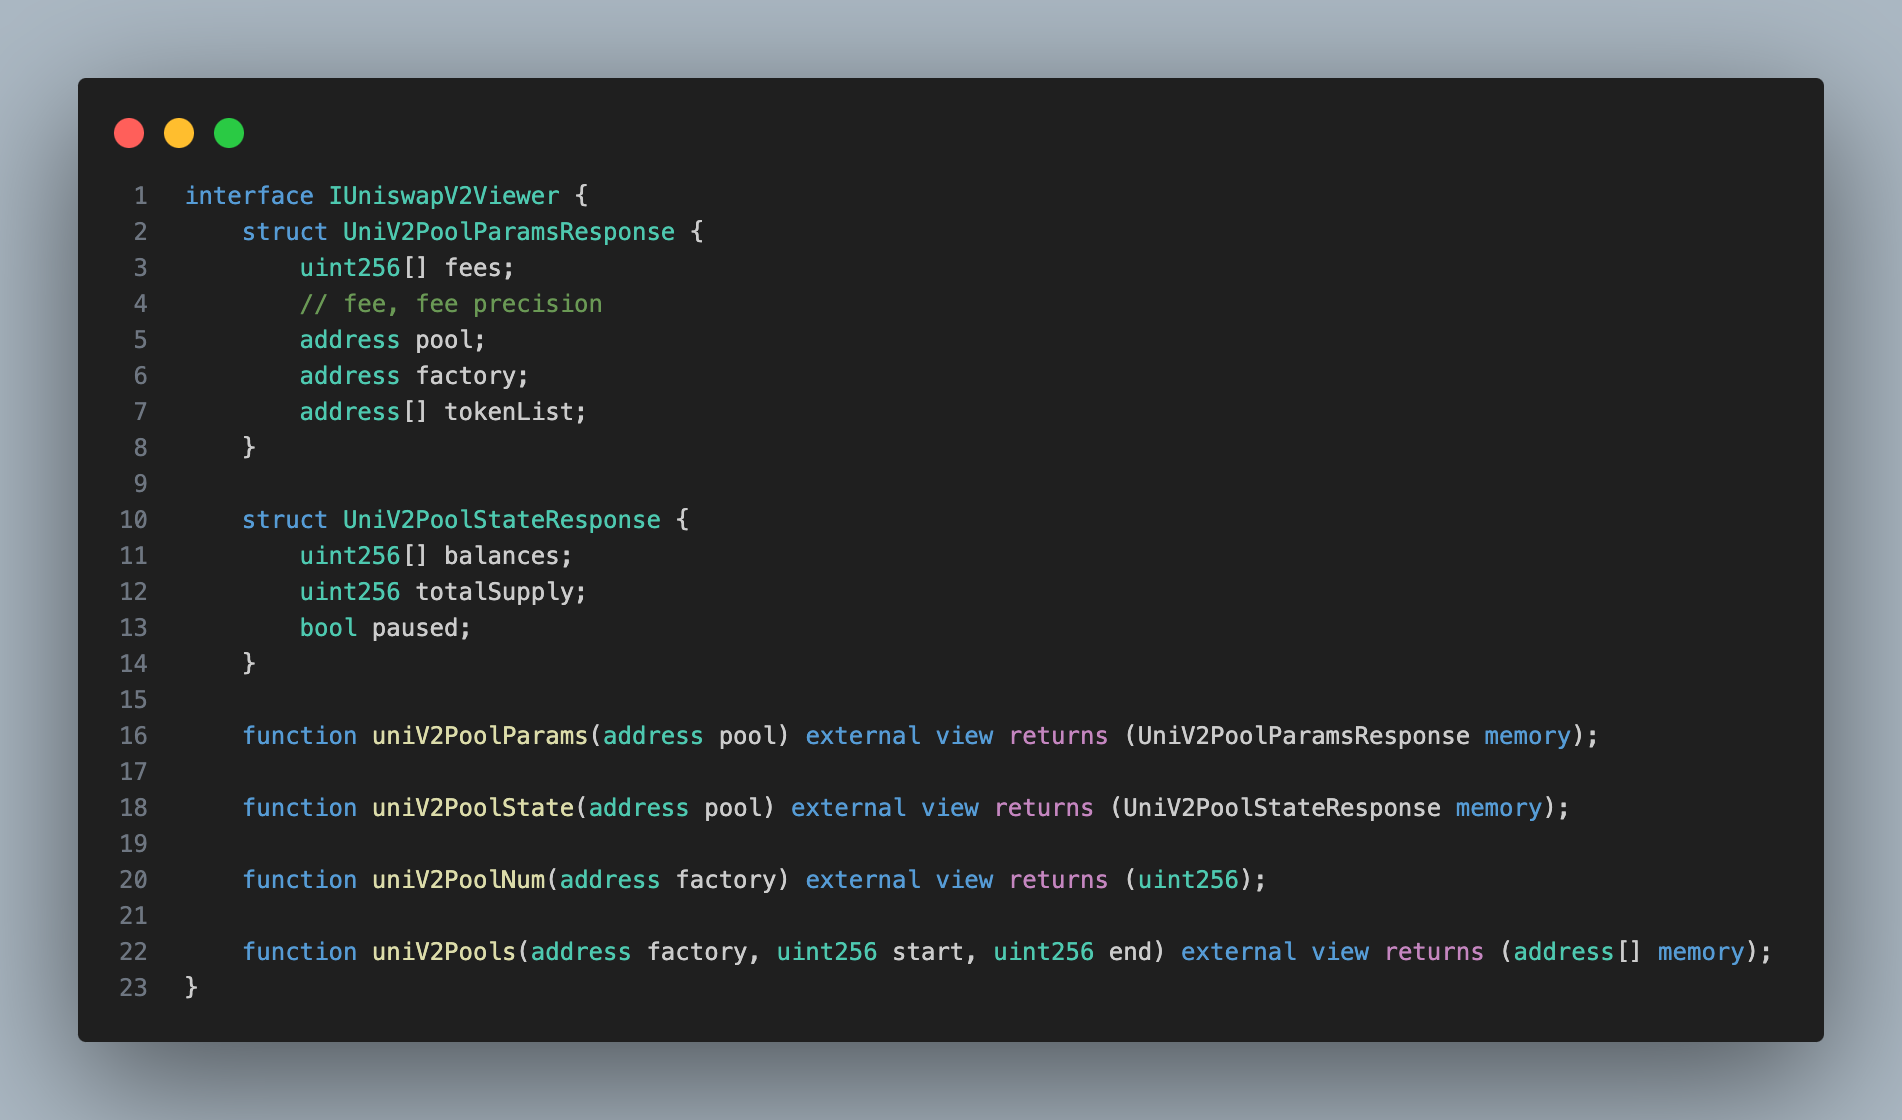 1 interface IUniswapV2Viewer {
2     struct UniV2PoolParamsResponse {
3         uint256[] fees;
4         // fee, fee precision
5         address pool;
6         address factory;
7         address[] tokenList;
8     }
9
10     struct UniV2PoolStateResponse {
11         uint256[] balances;
12         uint256 totalSupply;
13         bool paused;
14     }
15
16     function uniV2PoolParams(address pool) external view returns (UniV2PoolParamsResponse memory);
17
18     function uniV2PoolState(address pool) external view returns (UniV2PoolStateResponse memory);
19
20     function uniV2PoolNum(address factory) external view returns (uint256);
21
22     function uniV2Pools(address factory, uint256 start, uint256 end) external view returns (address[] memory);
23 }